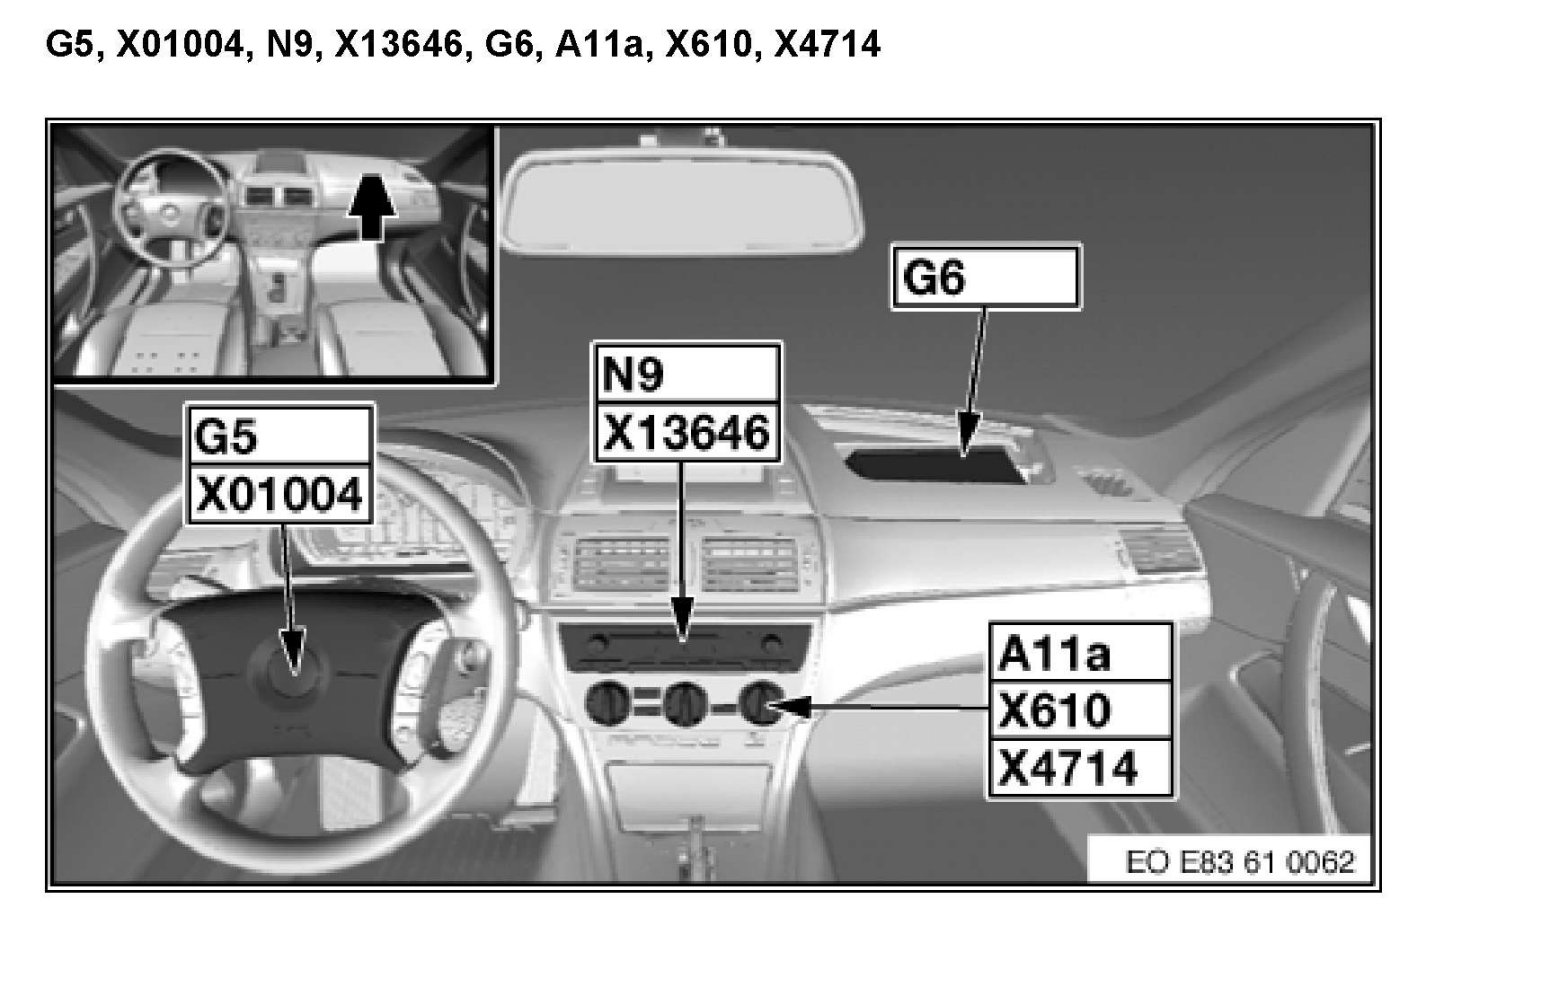 G5, X01004, N9, X13646, G6, A11a, X610, X4714
G6
N9
X13646
G5
X01004
A11a
X610
X4714
EO E83 61 0062